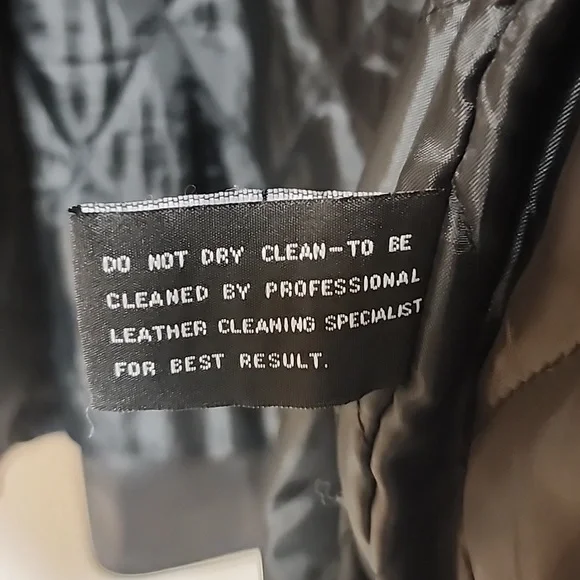 DO NOT DRY CLEAN-TO BE
CLEANED BY PROFESSIONAL
LEATHER CLEANING SPECIALIST
FOR BEST RESULT.